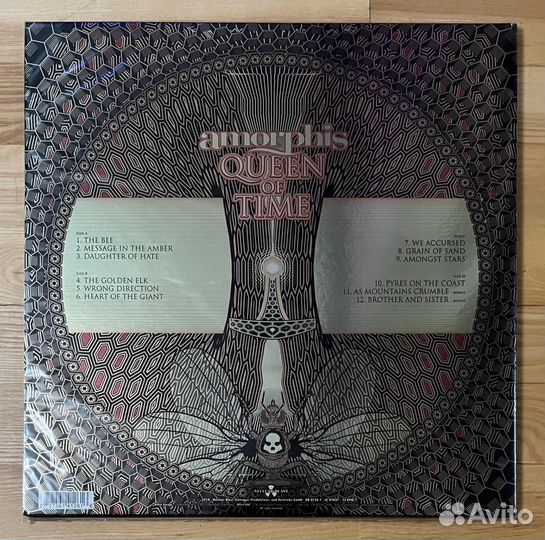 amorphis
QUEEN
OF
TIME
SIDE A
1. THE BEE
2. MESSAGE IN THE AMBER
3. DAUGHTER OF HATE
SIDE B
4. THE GOLDEN ELK
5. WRONG DIRECTION
6. HEART OF THE GIANT
SIDE C
7. WE ACCURSED
8. GRAIN OF SAND
9. AMONGST STARS
SIDE D
10. PYRES ON THE COAST
11. AS MOUNTAINS CRUMBLE BONUS
12. BROTHER AND SISTER BONUS
NUCLEAR BLAST
Avito